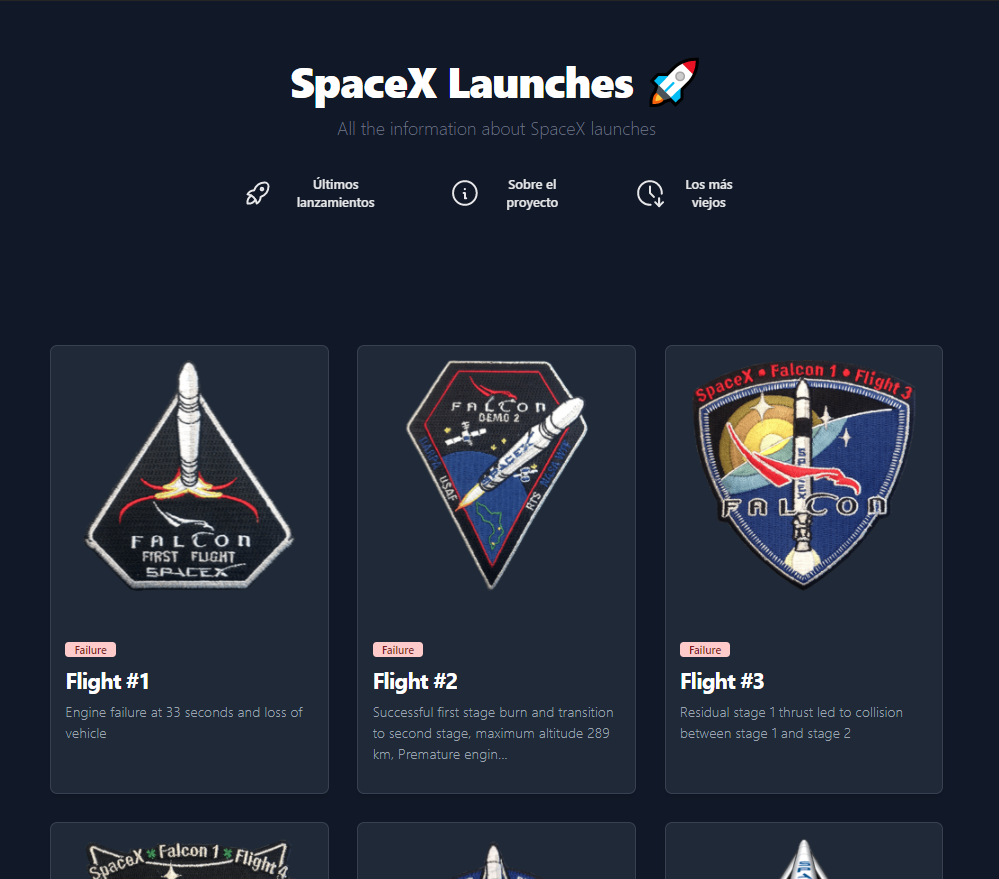 SpaceX Launches 🚀
All the information about SpaceX launches
Últimos
lanzamientos
Sobre el
proyecto
Los más
viejos
FALCON
FIRST FLIGHT
SPACEX
FALCON
DEMO 2
SPACEX
DARPA USAF
RTS
SpaceX • Falcon 1 • Flight 3
SPACEX
FALCON
Failure
Flight #1
Engine failure at 33 seconds and loss of
vehicle
Failure
Flight #2
Successful first stage burn and transition
to second stage, maximum altitude 289
km, Premature engin...
Failure
Flight #3
Residual stage 1 thrust led to collision
between stage 1 and stage 2
SpaceX Falcon 1 Flight 4